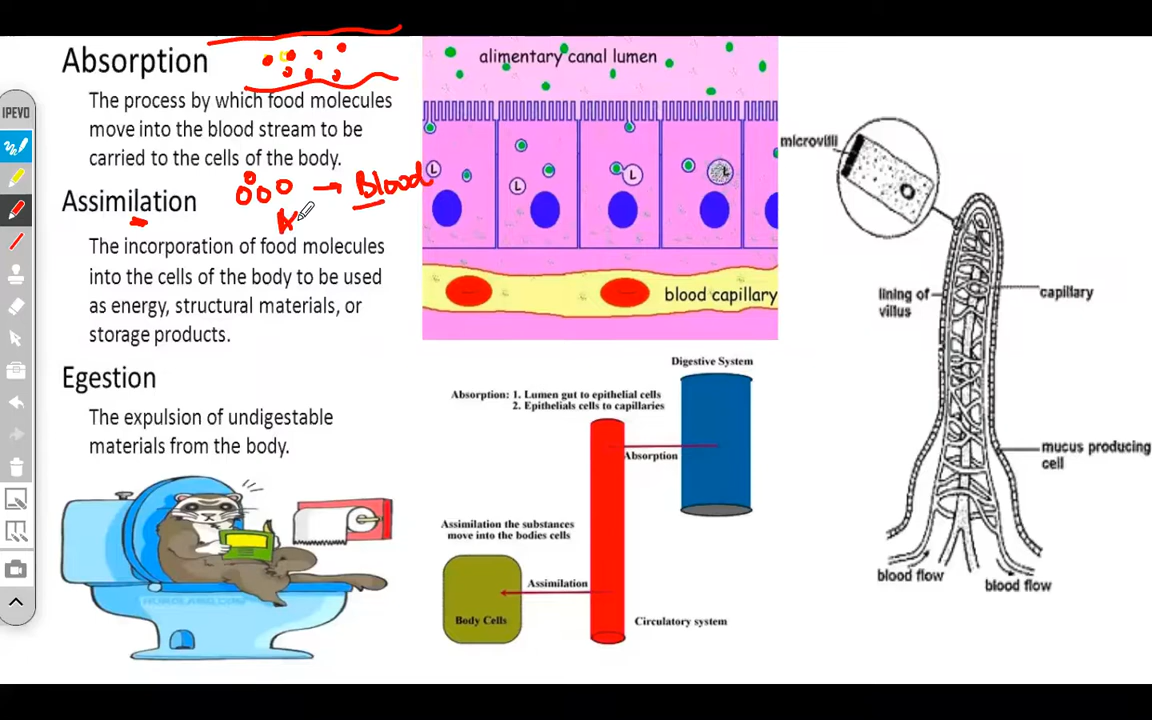 IPEVO
Absorption
The process by which food molecules
move into the blood stream to be
carried to the cells of the body.
Blood
Assimilation
The incorporation of food molecules
into the cells of the body to be used
as energy, structural materials, or
storage products.
Egestion
The expulsion of undigestable
materials from the body.
alimentary canal lumen
L
L
L
L
blood capillary
Digestive System
Absorption: 1. Lumen gut to epithelial cells
2. Epithelials cells to capillaries
Absorption
Assimilation the substances
move into the bodies cells
Assimilation
Body Cells
Circulatory system
microvilli
lining of
villus
capillary
mucus producing
cell
blood flow
blood flow